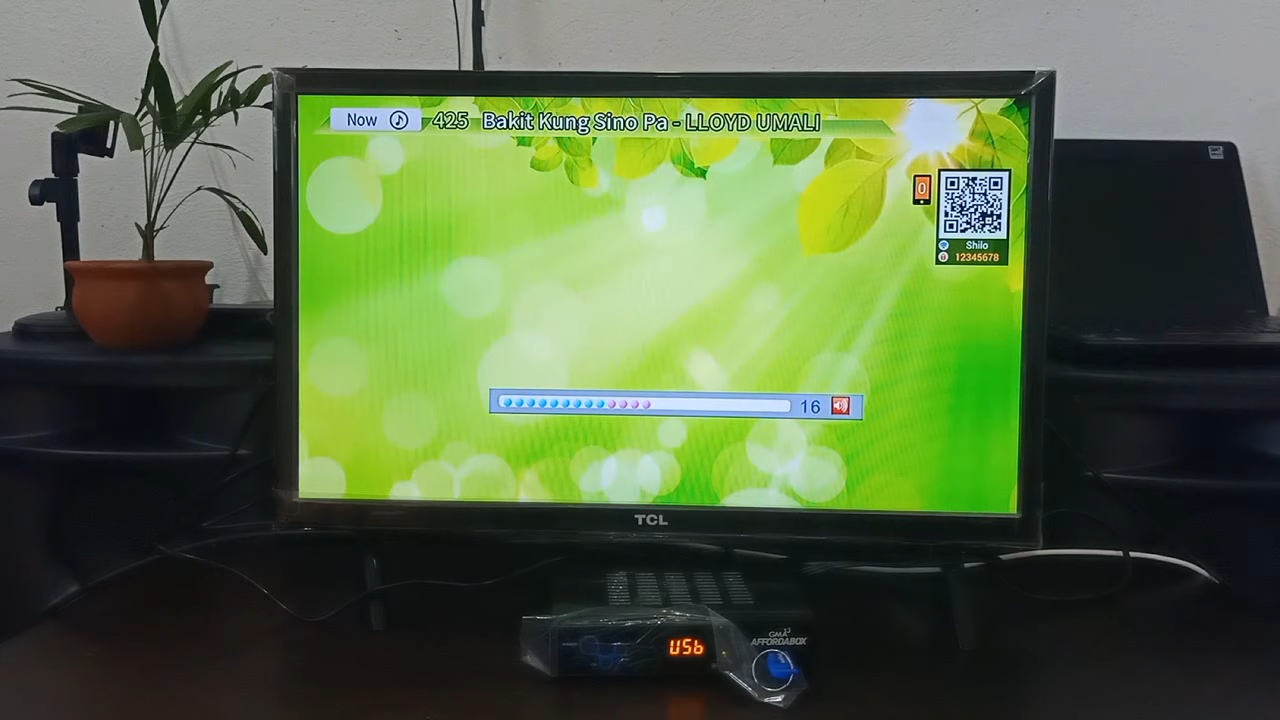 Now 425 Bakit Kung Sino Pa - LLOYD UMALI
0
Shilo
12345678
16
TCL
USb
GMA
AFFORDABOX